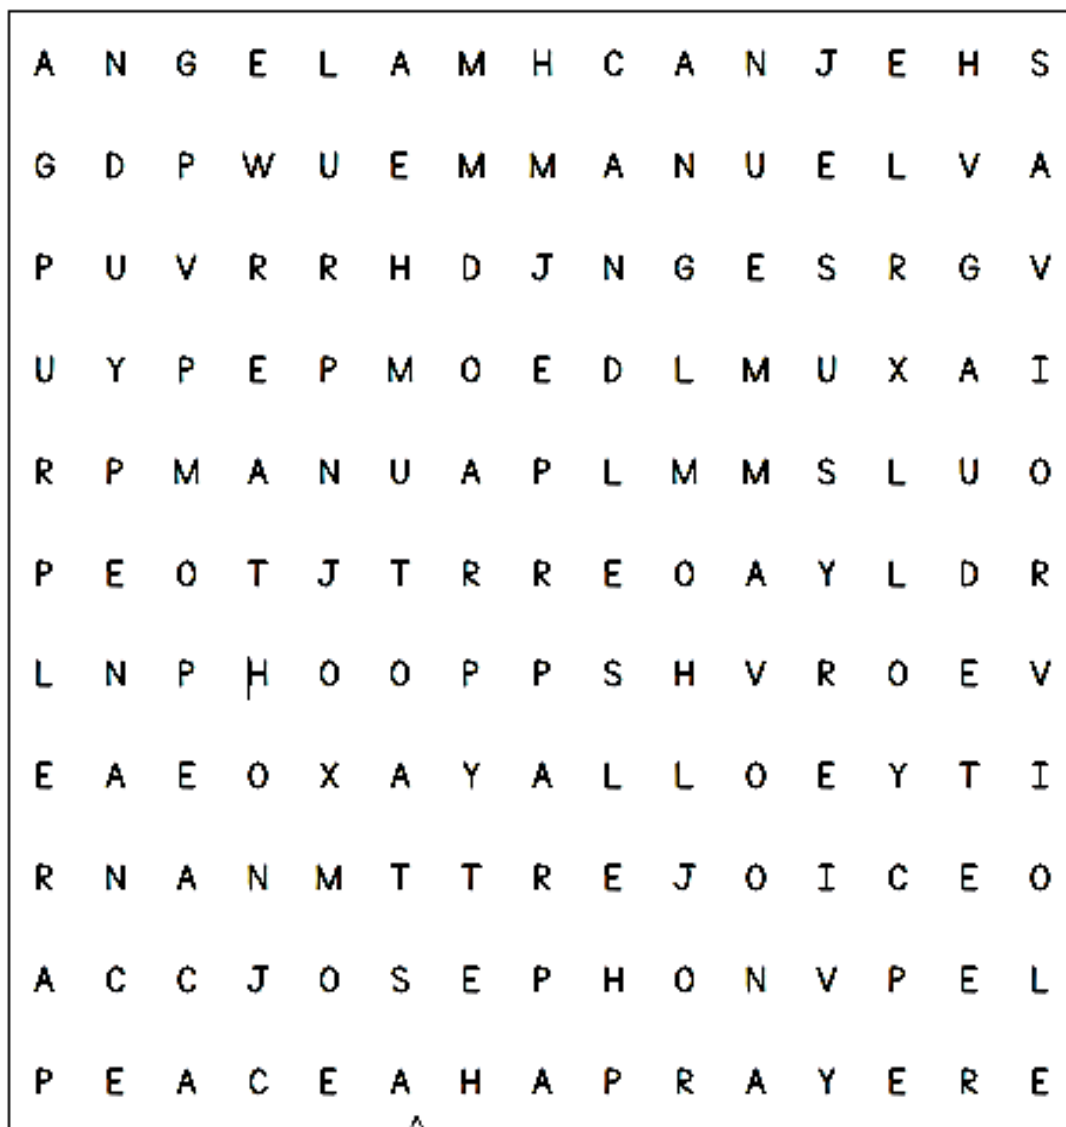 A N G E L A M H C A N J E H S
G D P W U E M M A N U E L V A
P U V R R H D J N G E S R G V
U Y P E P M O E D L M U X A I
R P M A N U A P L M M S L U O
P E O T J T R R E O A Y L D R
L N P H O O P P S H V R O E V
E A E O X A Y A L L O E Y T I
R N A N M T T R E J O I C E O
A C C J O S E P H O N V P E L
P E A C E A H A P R A Y E R E